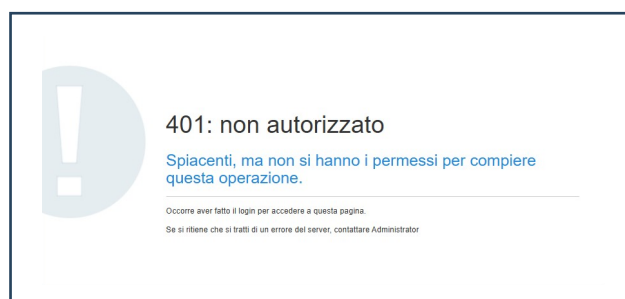 401: non autorizzato
Spiacenti, ma non si hanno i permessi per compiere
questa operazione.
Occorre aver fatto il login per accedere a questa pagina.
Se si ritiene che si tratti di un errore del server, contattare Administrator